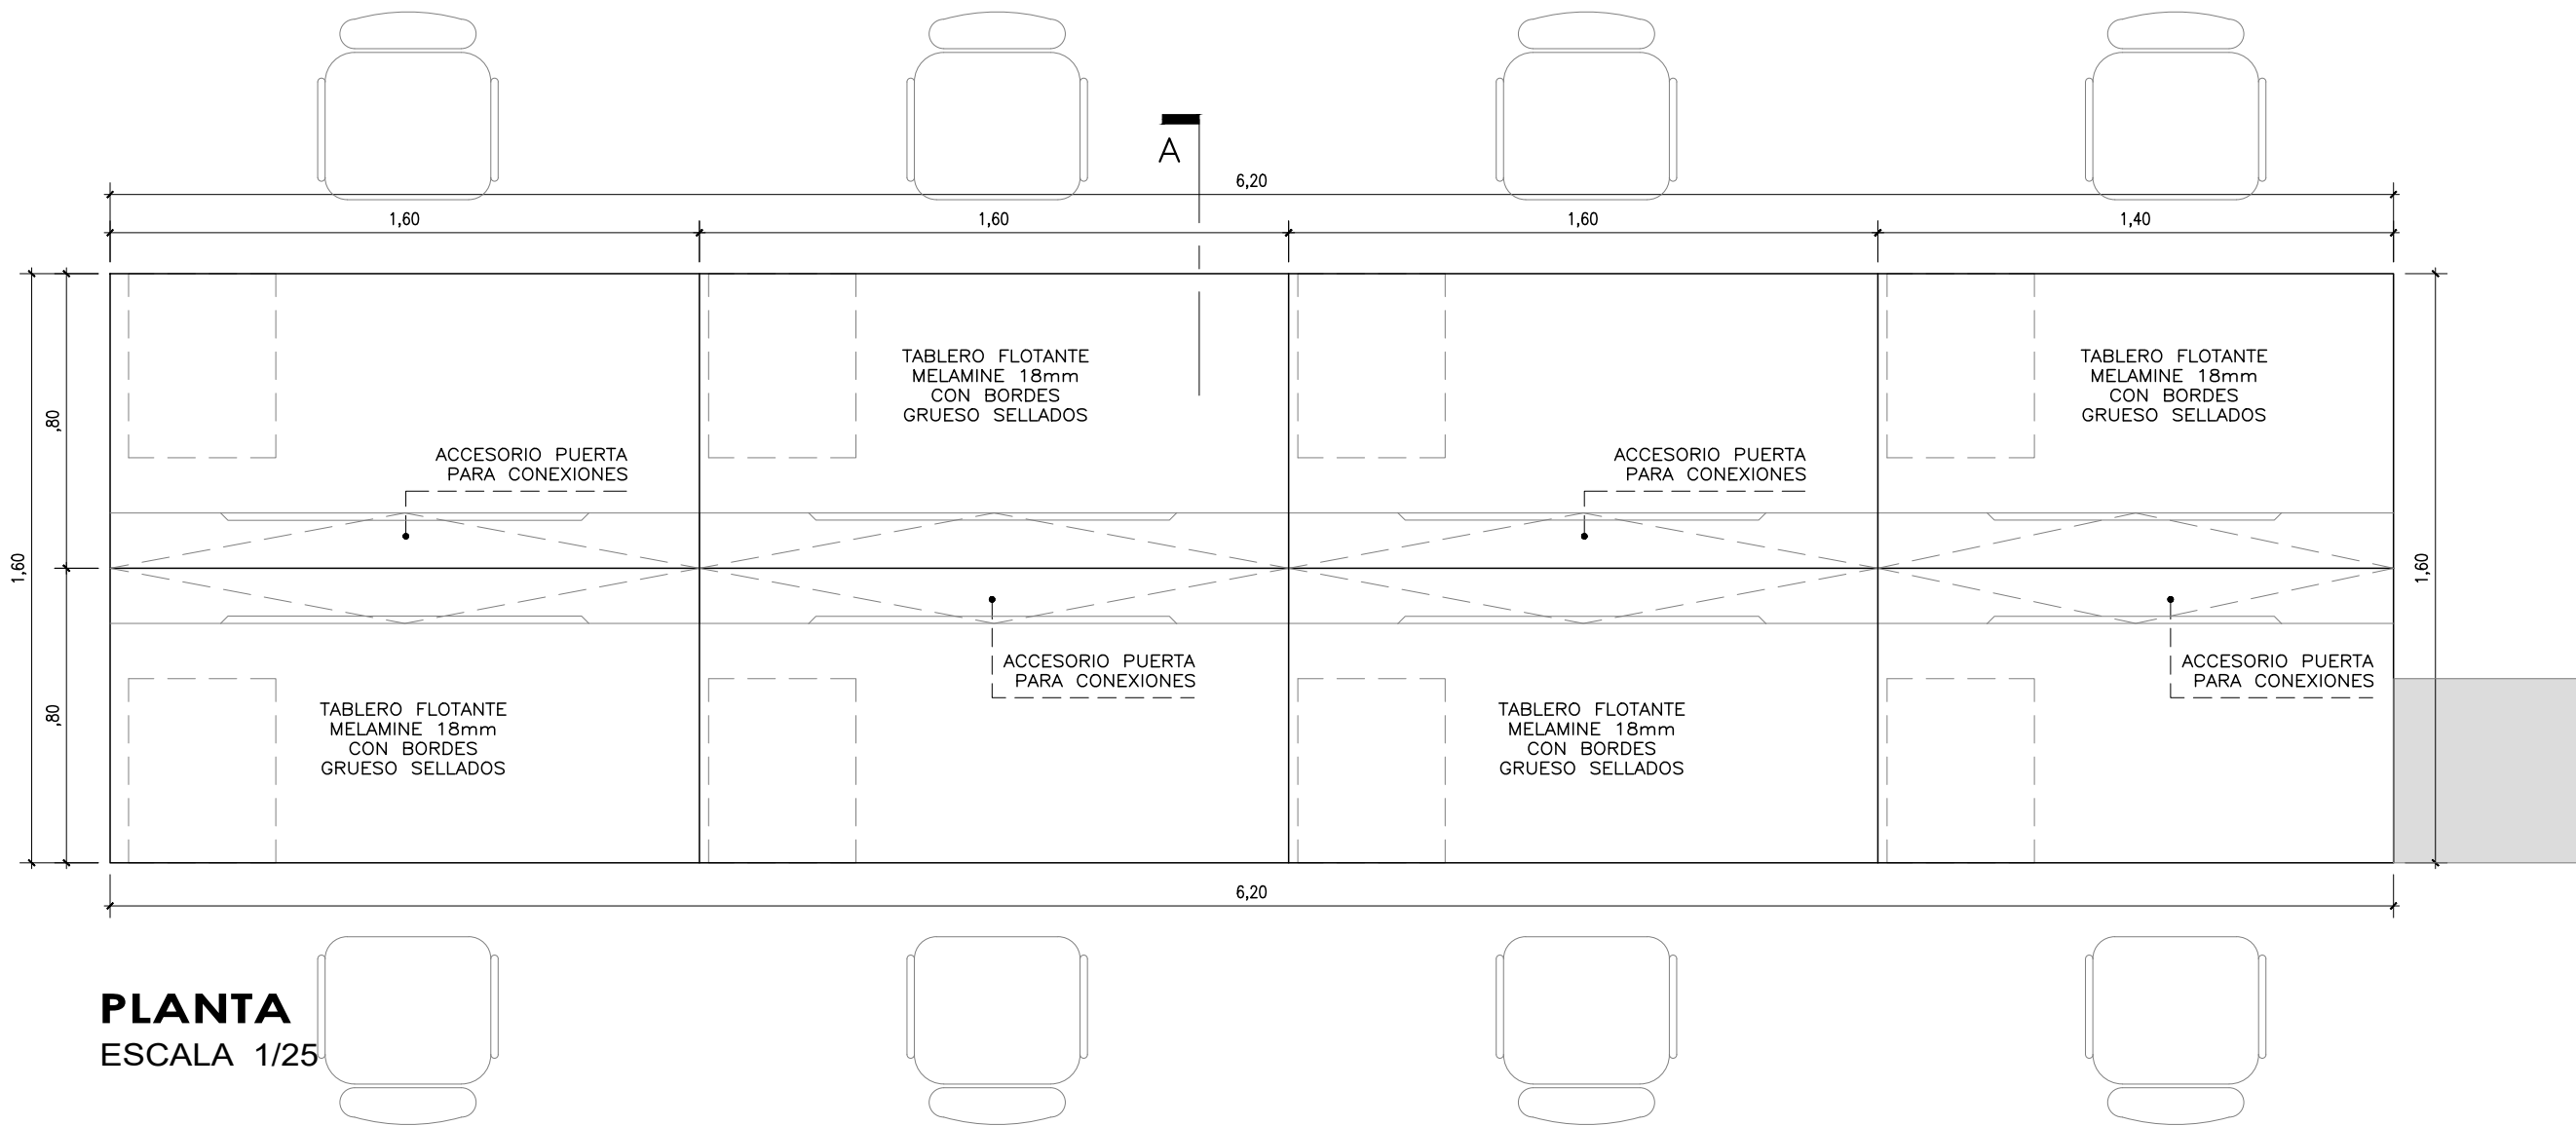 A
6,20
1,60
1,60
1,60
1,40
TABLERO FLOTANTE
MELAMINE 18mm
CON BORDES
GRUESO SELLADOS
TABLERO FLOTANTE
MELAMINE 18mm
CON BORDES
GRUESO SELLADOS
,80
ACCESORIO PUERTA
PARA CONEXIONES
ACCESORIO PUERTA
PARA CONEXIONES
1,60
1,60
ACCESORIO PUERTA
PARA CONEXIONES
ACCESORIO PUERTA
PARA CONEXIONES
,80
TABLERO FLOTANTE
MELAMINE 18mm
CON BORDES
GRUESO SELLADOS
TABLERO FLOTANTE
MELAMINE 18mm
CON BORDES
GRUESO SELLADOS
6,20
PLANTA
ESCALA 1/25